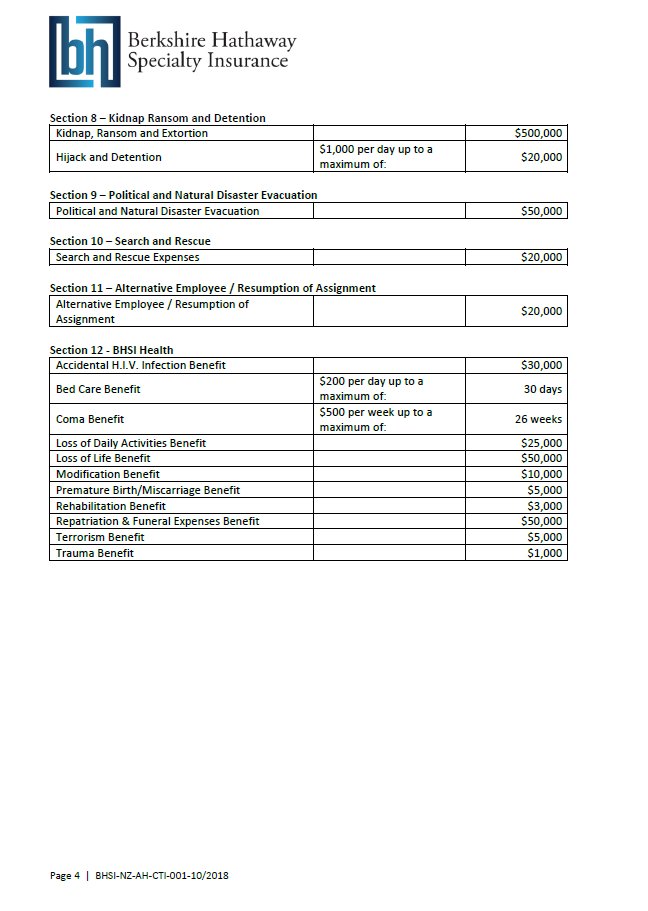 bh
Berkshire Hathaway
Specialty Insurance
Section 8 – Kidnap Ransom and Detention
Kidnap, Ransom and Extortion $500,000
Hijack and Detention $1,000 per day up to a
maximum of: $20,000
Section 9 – Political and Natural Disaster Evacuation
Political and Natural Disaster Evacuation $50,000
Section 10 – Search and Rescue
Search and Rescue Expenses $20,000
Section 11 – Alternative Employee / Resumption of Assignment
Alternative Employee / Resumption of
Assignment $20,000
Section 12 - BHSI Health
Accidental H.I.V. Infection Benefit $30,000
Bed Care Benefit $200 per day up to a
maximum of: 30 days
Coma Benefit $500 per week up to a
maximum of: 26 weeks
Loss of Daily Activities Benefit $25,000
Loss of Life Benefit $50,000
Modification Benefit $10,000
Premature Birth/Miscarriage Benefit $5,000
Rehabilitation Benefit $3,000
Repatriation & Funeral Expenses Benefit $50,000
Terrorism Benefit $5,000
Trauma Benefit $1,000
Page 4 | BHSI-NZ-AH-CTI-001-10/2018